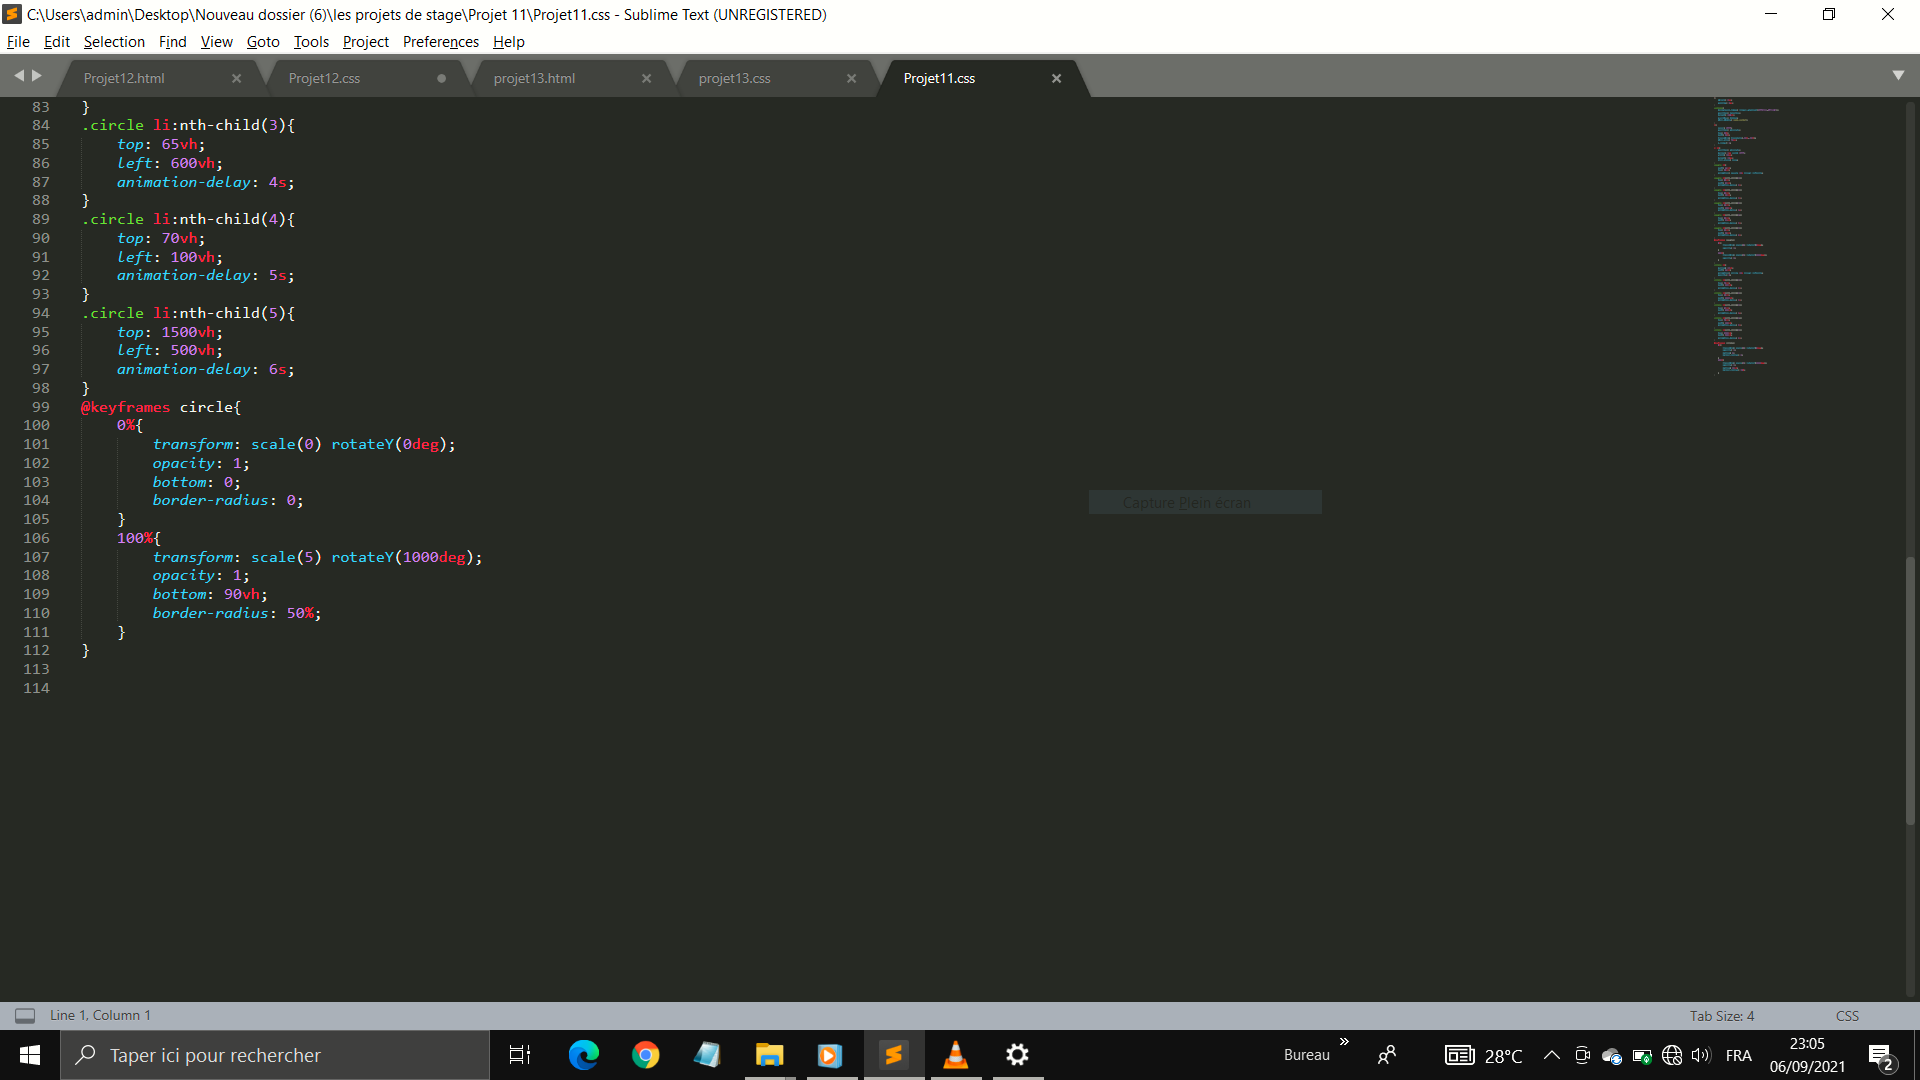 C:\Users\admin\Desktop\Nouveau dossier (6)\les projets de stage\Projet 11\Projet11.css - Sublime Text (UNREGISTERED)
File Edit Selection Find View Goto Tools Project Preferences Help
Projet12.html Projet12.css projet13.html projet13.css Projet11.css
83 }
84 .circle li:nth-child(3){
85 top: 65vh;
86 left: 600vh;
87 animation-delay: 4s;
88 }
89 .circle li:nth-child(4){
90 top: 70vh;
91 left: 100vh;
92 animation-delay: 5s;
93 }
94 .circle li:nth-child(5){
95 top: 1500vh;
96 left: 500vh;
97 animation-delay: 6s;
98 }
99 @keyframes circle{
100 0%{
101 transform: scale(0) rotateY(0deg);
102 opacity: 1;
103 bottom: 0;
104 border-radius: 0;
105 }
106 100%{
107 transform: scale(5) rotateY(1000deg);
108 opacity: 1;
109 bottom: 90vh;
110 border-radius: 50%;
111 }
112 }
113
114
Capture Plein écran
Line 1, Column 1 Tab Size: 4 CSS
Taper ici pour rechercher Bureau » 28°C FRA 23:05
06/09/2021 2